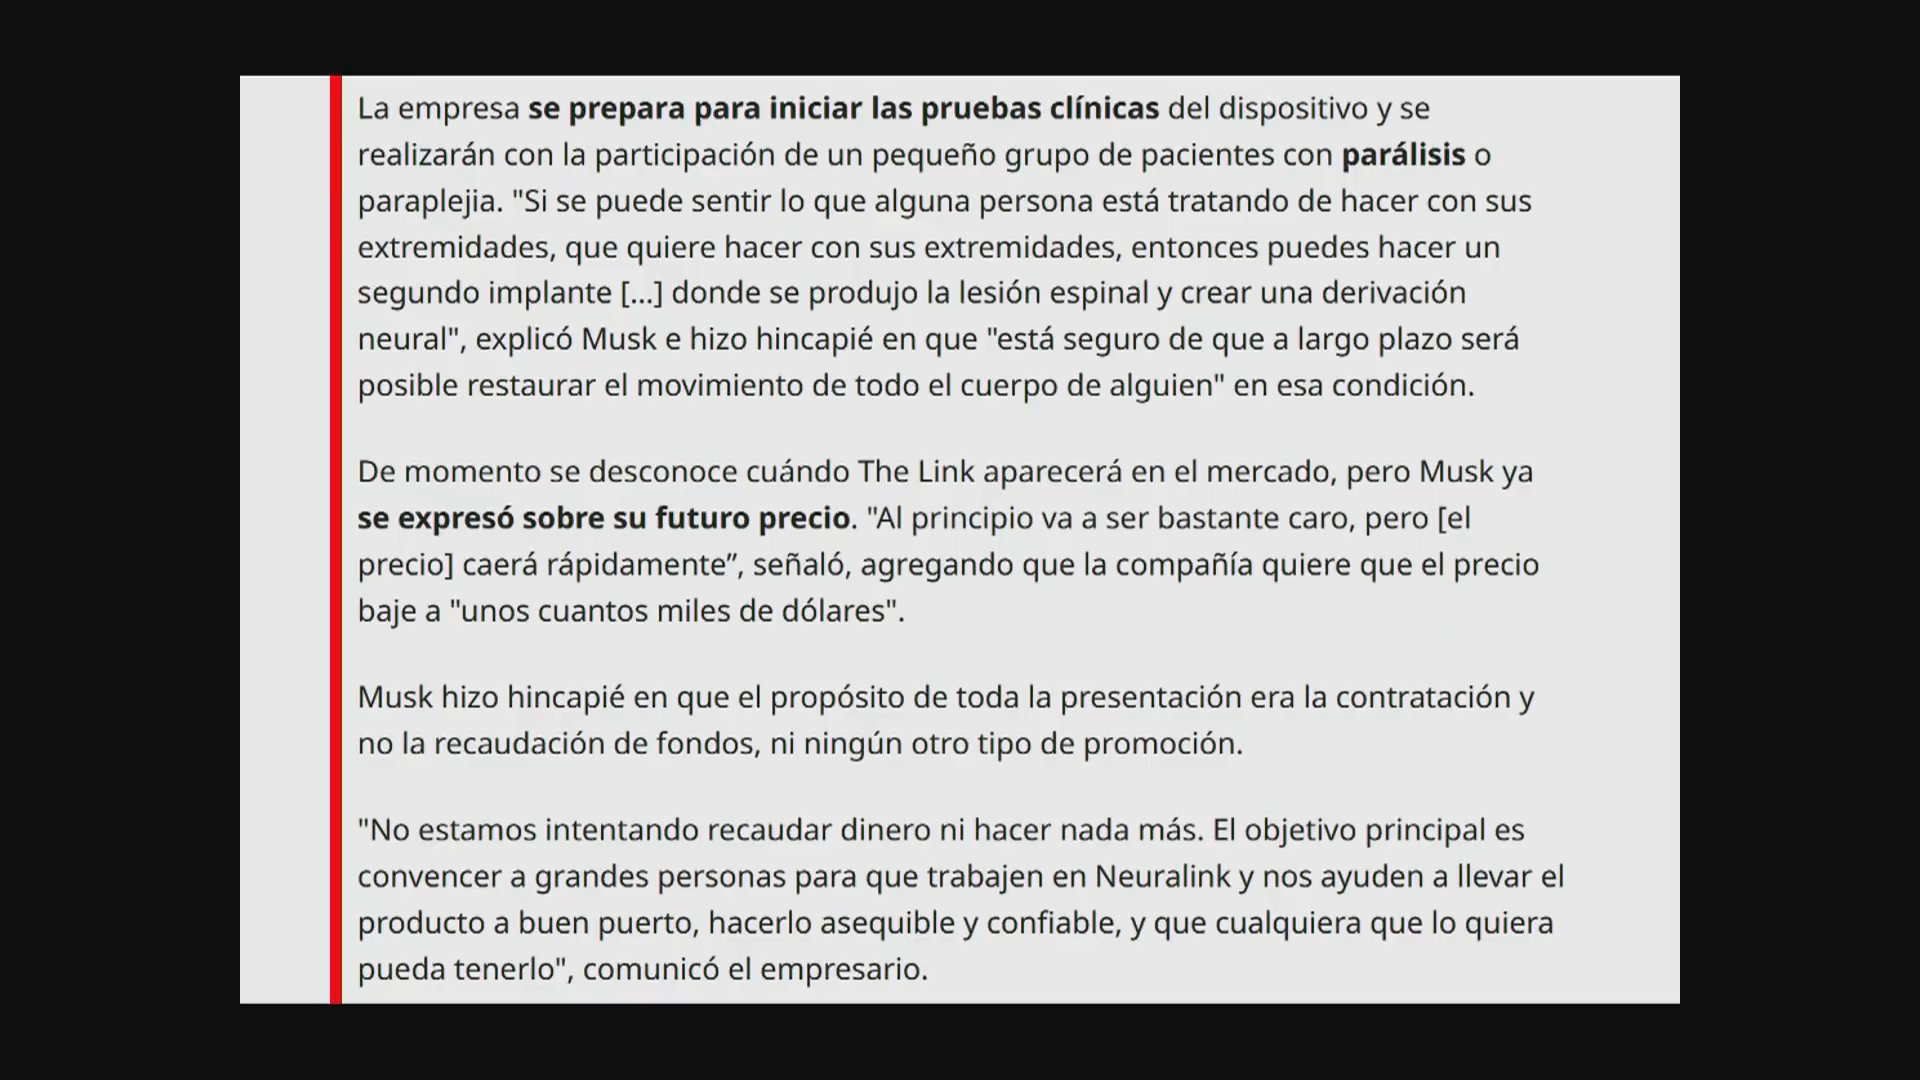 La empresa se prepara para iniciar las pruebas clínicas del dispositivo y se
realizarán con la participación de un pequeño grupo de pacientes con parálisis o
paraplejia. "Si se puede sentir lo que alguna persona está tratando de hacer con sus
extremidades, que quiere hacer con sus extremidades, entonces puedes hacer un
segundo implante [...] donde se produjo la lesión espinal y crear una derivación
neural", explicó Musk e hizo hincapié en que "está seguro de que a largo plazo será
posible restaurar el movimiento de todo el cuerpo de alguien" en esa condición.
De momento se desconoce cuándo The Link aparecerá en el mercado, pero Musk ya
se expresó sobre su futuro precio. "Al principio va a ser bastante caro, pero [el
precio] caerá rápidamente”, señaló, agregando que la compañía quiere que el precio
baje a "unos cuantos miles de dólares".
Musk hizo hincapié en que el propósito de toda la presentación era la contratación y
no la recaudación de fondos, ni ningún otro tipo de promoción.
"No estamos intentando recaudar dinero ni hacer nada más. El objetivo principal es
convencer a grandes personas para que trabajen en Neuralink y nos ayuden a llevar el
producto a buen puerto, hacerlo asequible y confiable, y que cualquiera que lo quiera
pueda tenerlo", comunicó el empresario.